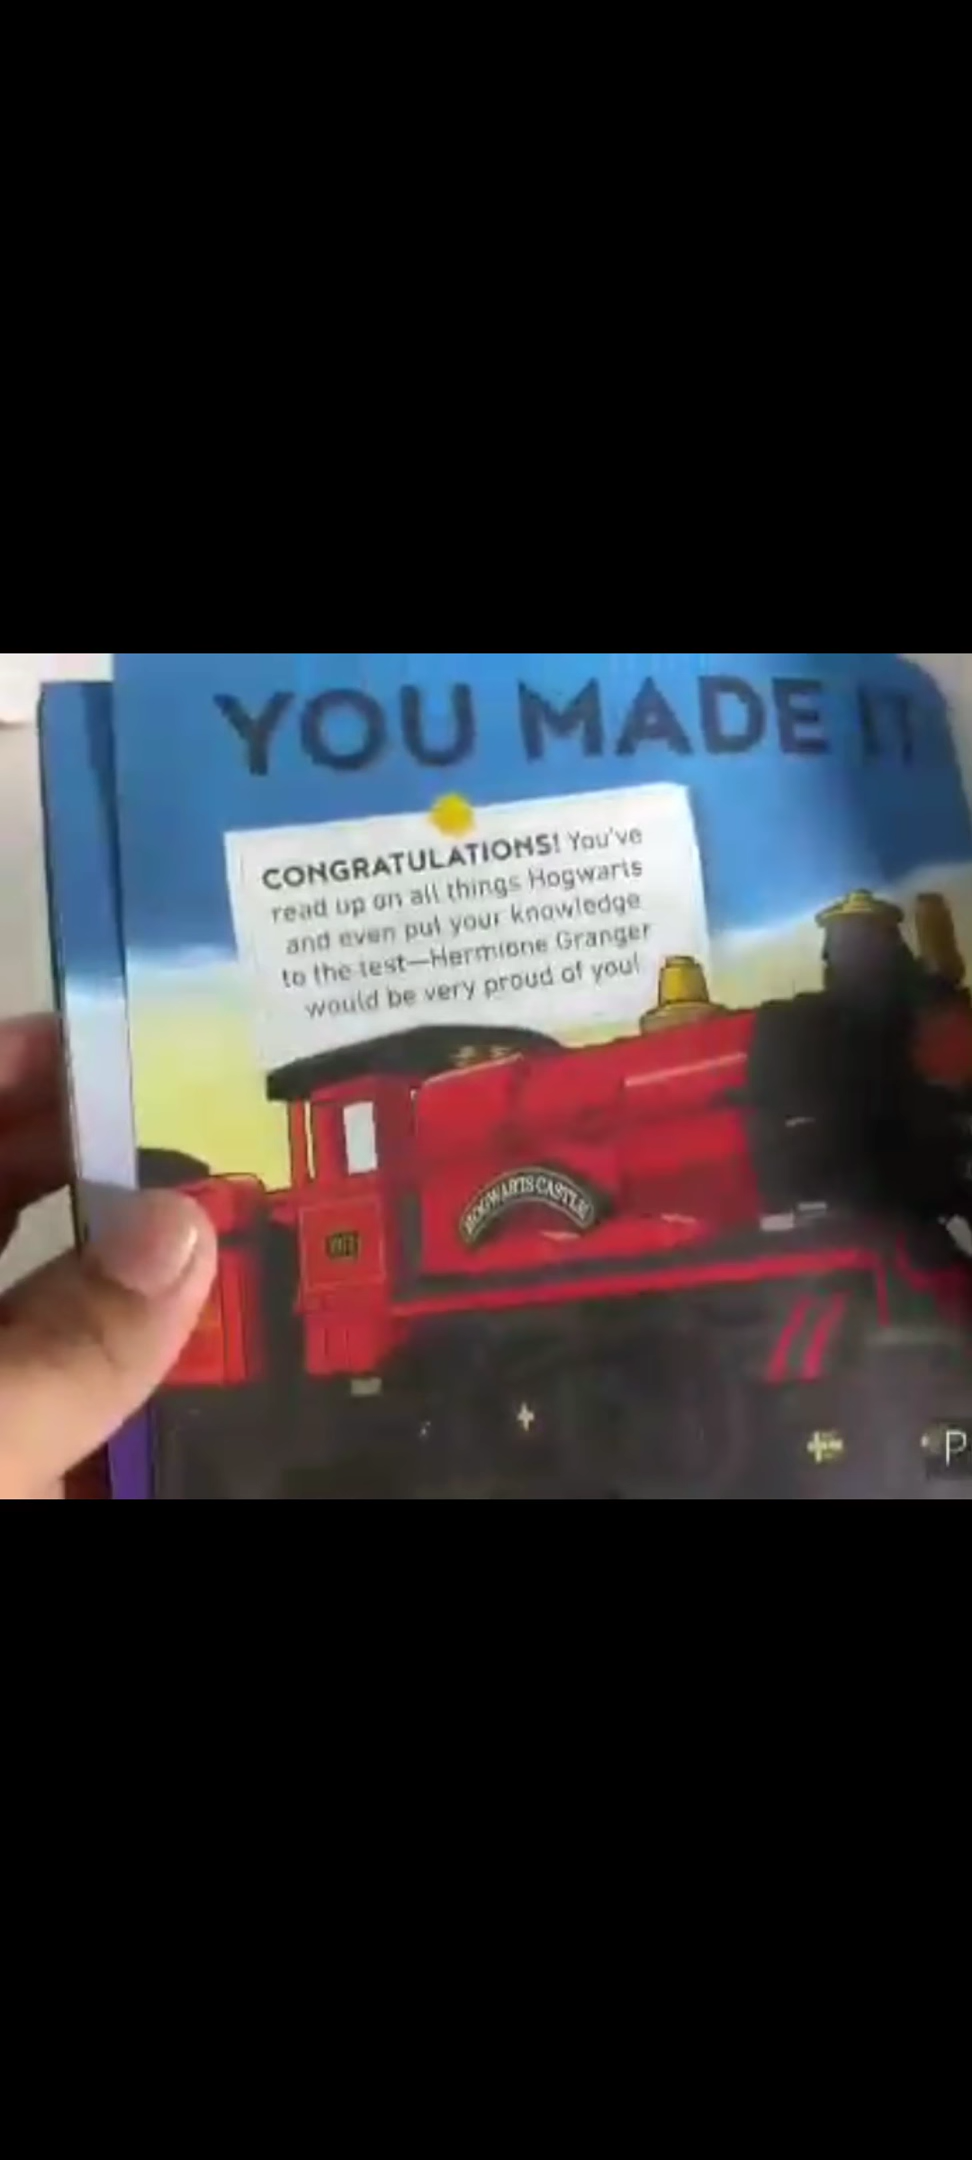 YOU MADE IT
CONGRATULATIONS! You've
read up on all things Hogwarts
and even put your knowledge
to the test—Hermione Granger
would be very proud of you!
HOGWARTS CASTLE
P